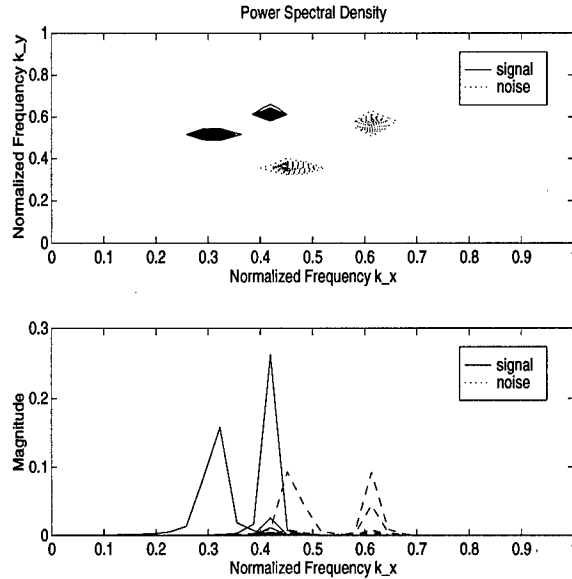 Power Spectral Density
Normalized Frequency k_y
1
0.8
0.6
0.4
0.2
0
signal
noise
0 0.1 0.2 0.3 0.4 0.5 0.6 0.7 0.8 0.9 1
Normalized Frequency k_x
Magnitude
0.3
0.2
0.1
0
signal
noise
0 0.1 0.2 0.3 0.4 0.5 0.6 0.7 0.8 0.9 1
Normalized Frequency k_x